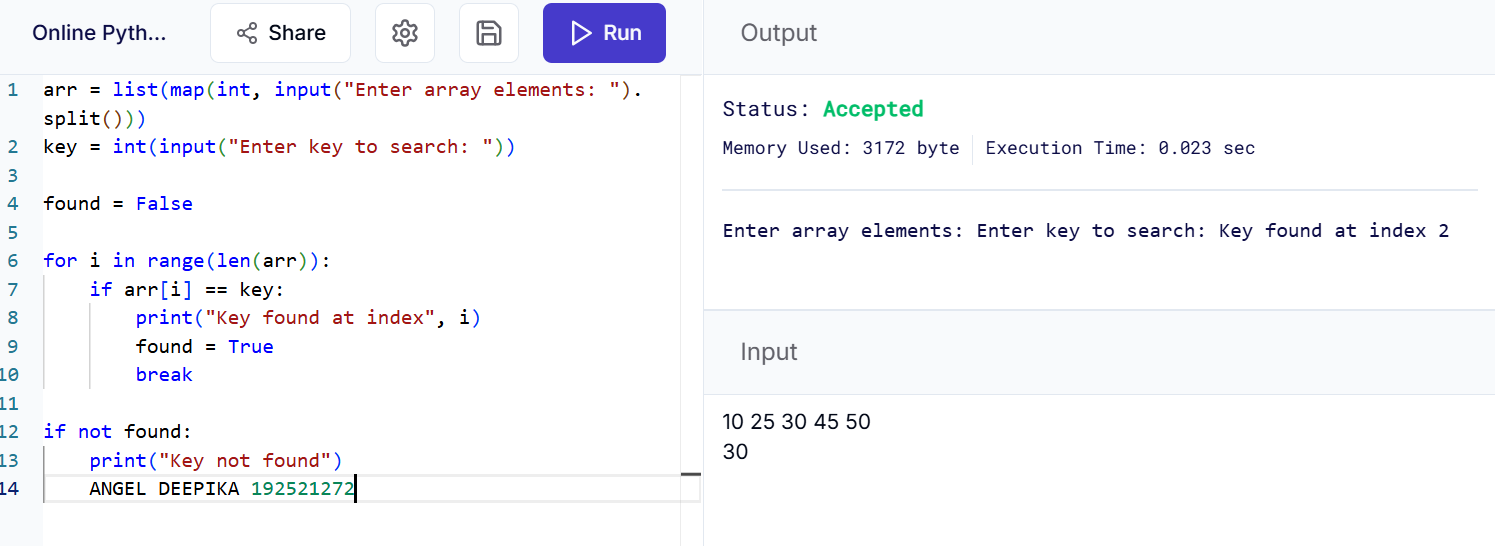 Online Pyth... Share Run
1 arr = list(map(int, input("Enter array elements: ").
split()))
2 key = int(input("Enter key to search: "))
3
4 found = False
5
6 for i in range(len(arr)):
7     if arr[i] == key:
8         print("Key found at index", i)
9         found = True
10         break
11
12 if not found:
13     print("Key not found")
14     ANGEL DEEPIKA 192521272
Output
Status: Accepted
Memory Used: 3172 byte Execution Time: 0.023 sec
Enter array elements: Enter key to search: Key found at index 2
Input
10 25 30 45 50
30